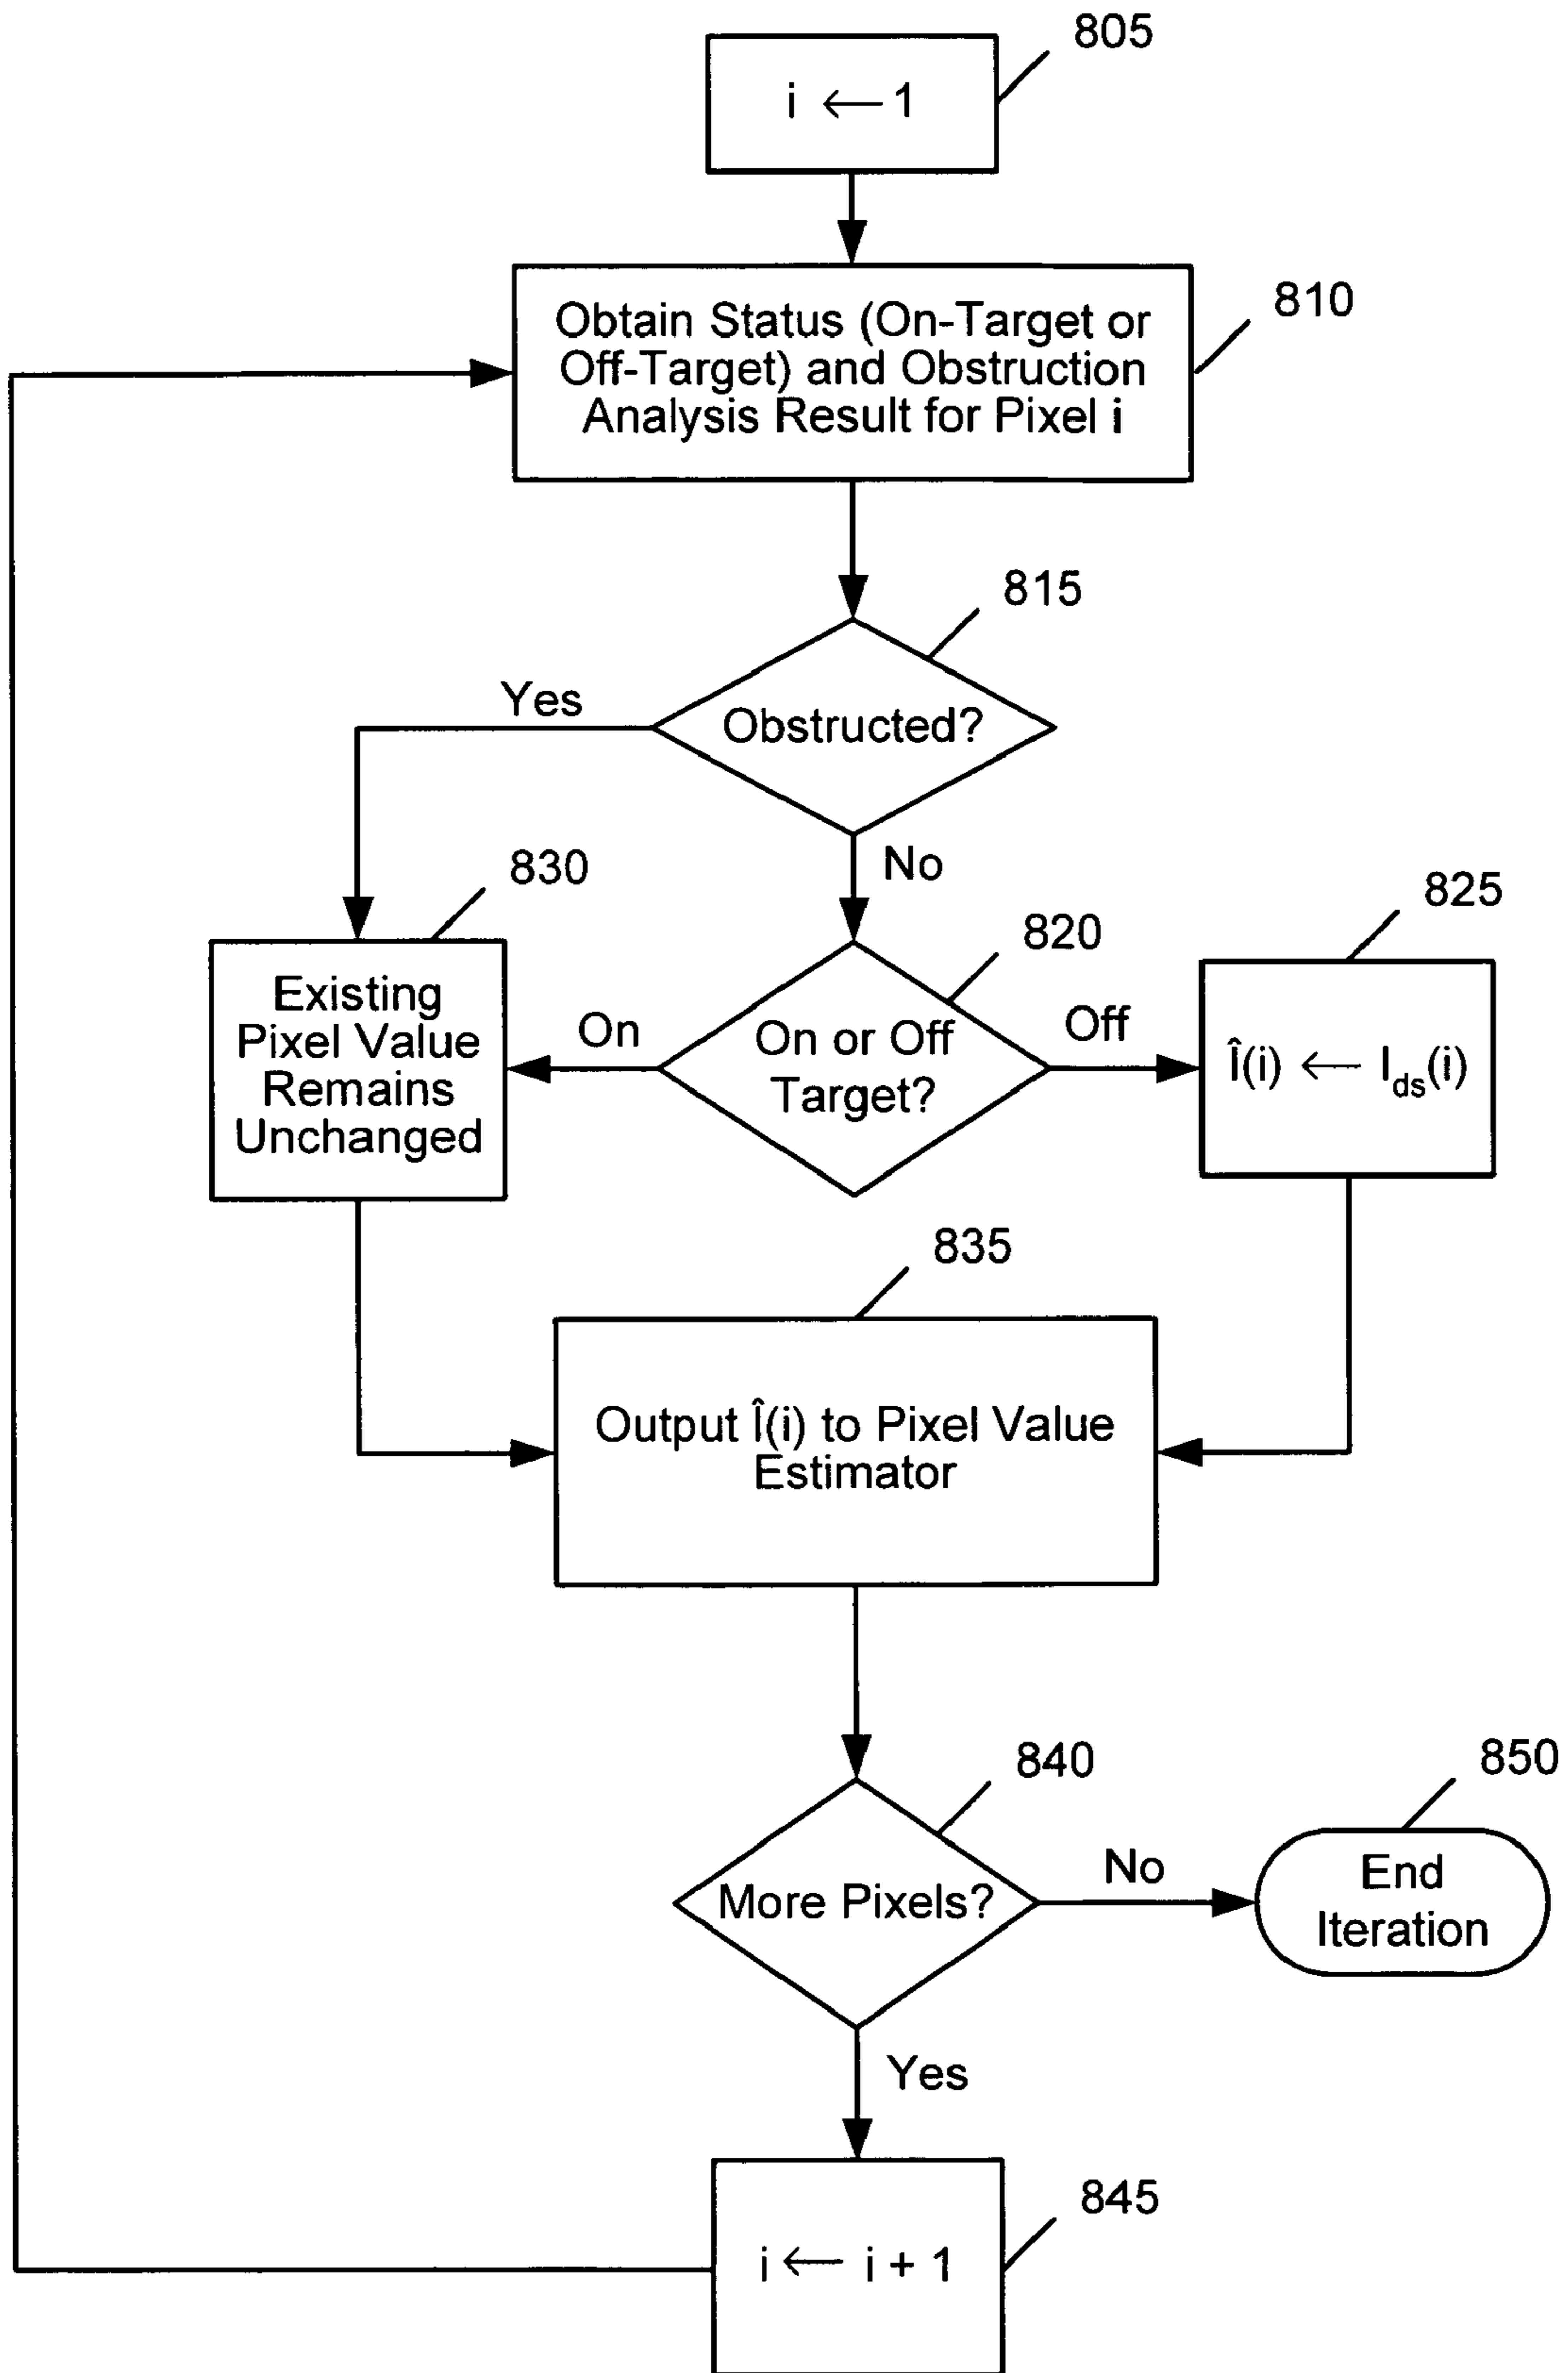 805
i ← 1
810
Obtain Status (On-Target or
Off-Target) and Obstruction
Analysis Result for Pixel i
815
Yes
Obstructed?
No
830
820
825
Existing
Pixel Value
Remains
Unchanged
On
On or Off
Target?
Off
Î(i) ← I_ds(i)
835
Output Î(i) to Pixel Value
Estimator
840
850
More Pixels?
No
End
Iteration
Yes
845
i ← i + 1